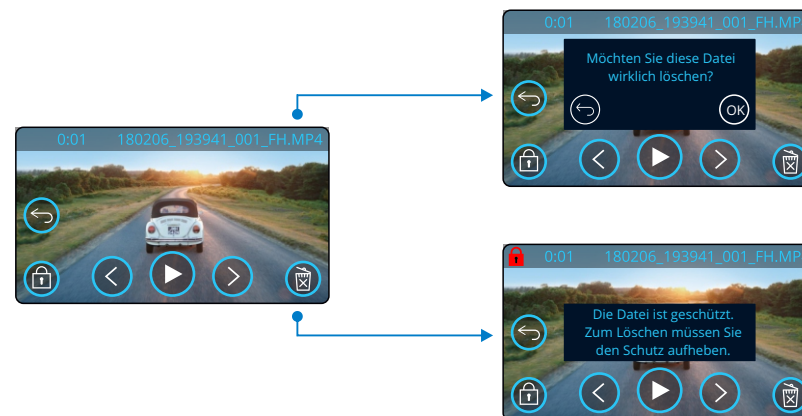 0:01 180206_193941_001_FH.MP4
0:01 180206_193941_001_FH.MP
Möchten Sie diese Datei
wirklich löschen?
OK
0:01 180206_193941_001_FH.MP
Die Datei ist geschützt.
Zum Löschen müssen Sie
den Schutz aufheben.